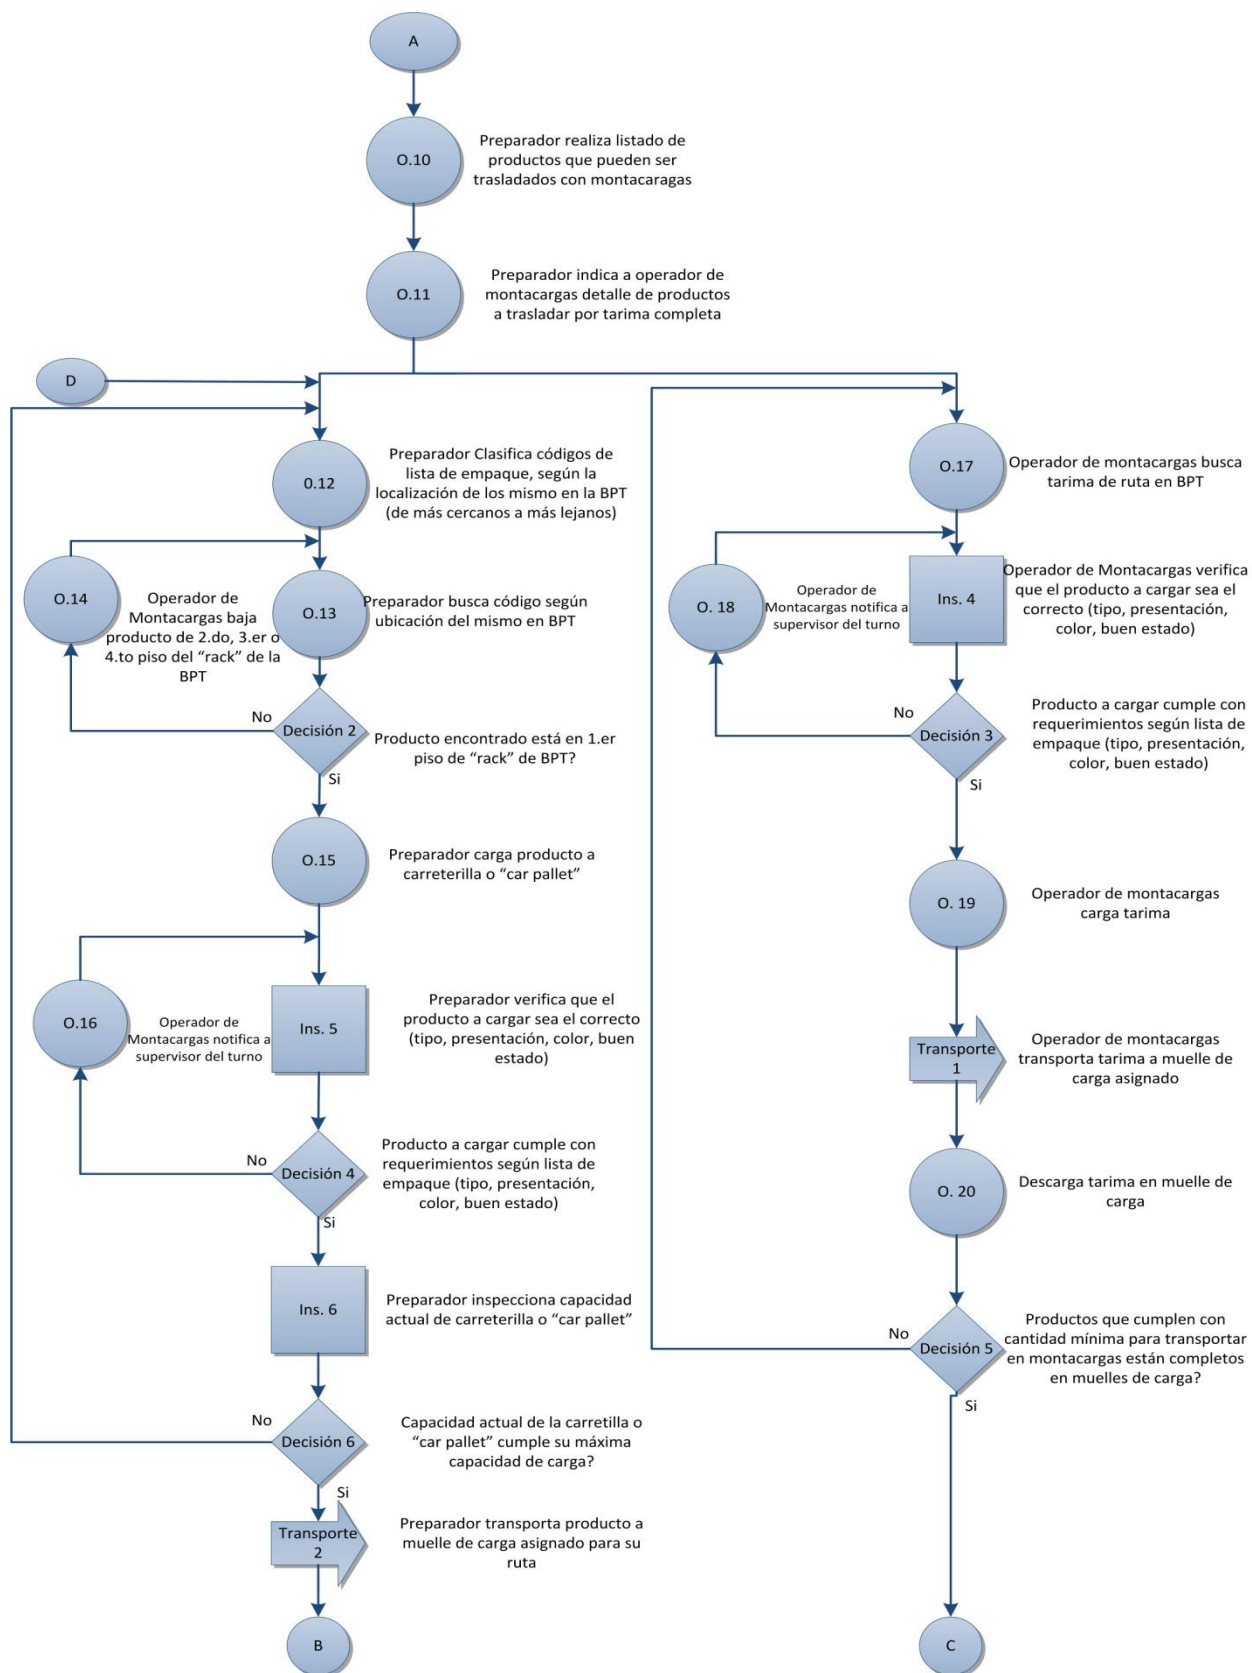 A
O.10
Preparador realiza listado de
productos que pueden ser
trasladados con montacaragas
O.11
Preparador indica a operador de
montacargas detalle de productos
a trasladar por tarima completa
D
0.12
Preparador Clasifica códigos de
lista de empaque, según la
localización de los mismo en la BPT
(de más cercanos a más lejanos)
O.14
Operador de
Montacargas baja
producto de 2.do, 3.er o
4.to piso del “rack” de la
BPT
O.13
Preparador busca código según
ubicación del mismo en BPT
No
Decisión 2
Producto encontrado está en 1.er
piso de “rack” de BPT?
Si
O.15
Preparador carga producto a
carreterilla o “car pallet”
O.16
Operador de
Montacargas notifica a
supervisor del turno
Ins. 5
Preparador verifica que el
producto a cargar sea el correcto
(tipo, presentación, color, buen
estado)
No
Decisión 4
Producto a cargar cumple con
requerimientos según lista de
empaque (tipo, presentación,
color, buen estado)
Si
Ins. 6
Preparador inspecciona capacidad
actual de carreterilla o “car pallet”
No
Decisión 6
Capacidad actual de la carretilla o
“car pallet” cumple su máxima
capacidad de carga?
Si
Transporte
2
Preparador transporta producto a
muelle de carga asignado para su
ruta
B
O.17
Operador de montacargas busca
tarima de ruta en BPT
O. 18
Operador de
Montacargas notifica a
supervisor del turno
Ins. 4
Operador de Montacargas verifica
que el producto a cargar sea el
correcto (tipo, presentación,
color, buen estado)
No
Decisión 3
Producto a cargar cumple con
requerimientos según lista de
empaque (tipo, presentación,
color, buen estado)
Si
O. 19
Operador de montacargas
carga tarima
Transporte
1
Operador de montacargas
transporta tarima a muelle de
carga asignado
O. 20
Descarga tarima en muelle de
carga
No
Decisión 5
Productos que cumplen con
cantidad mínima para transportar
en montacargas están completos
en muelles de carga?
Si
C